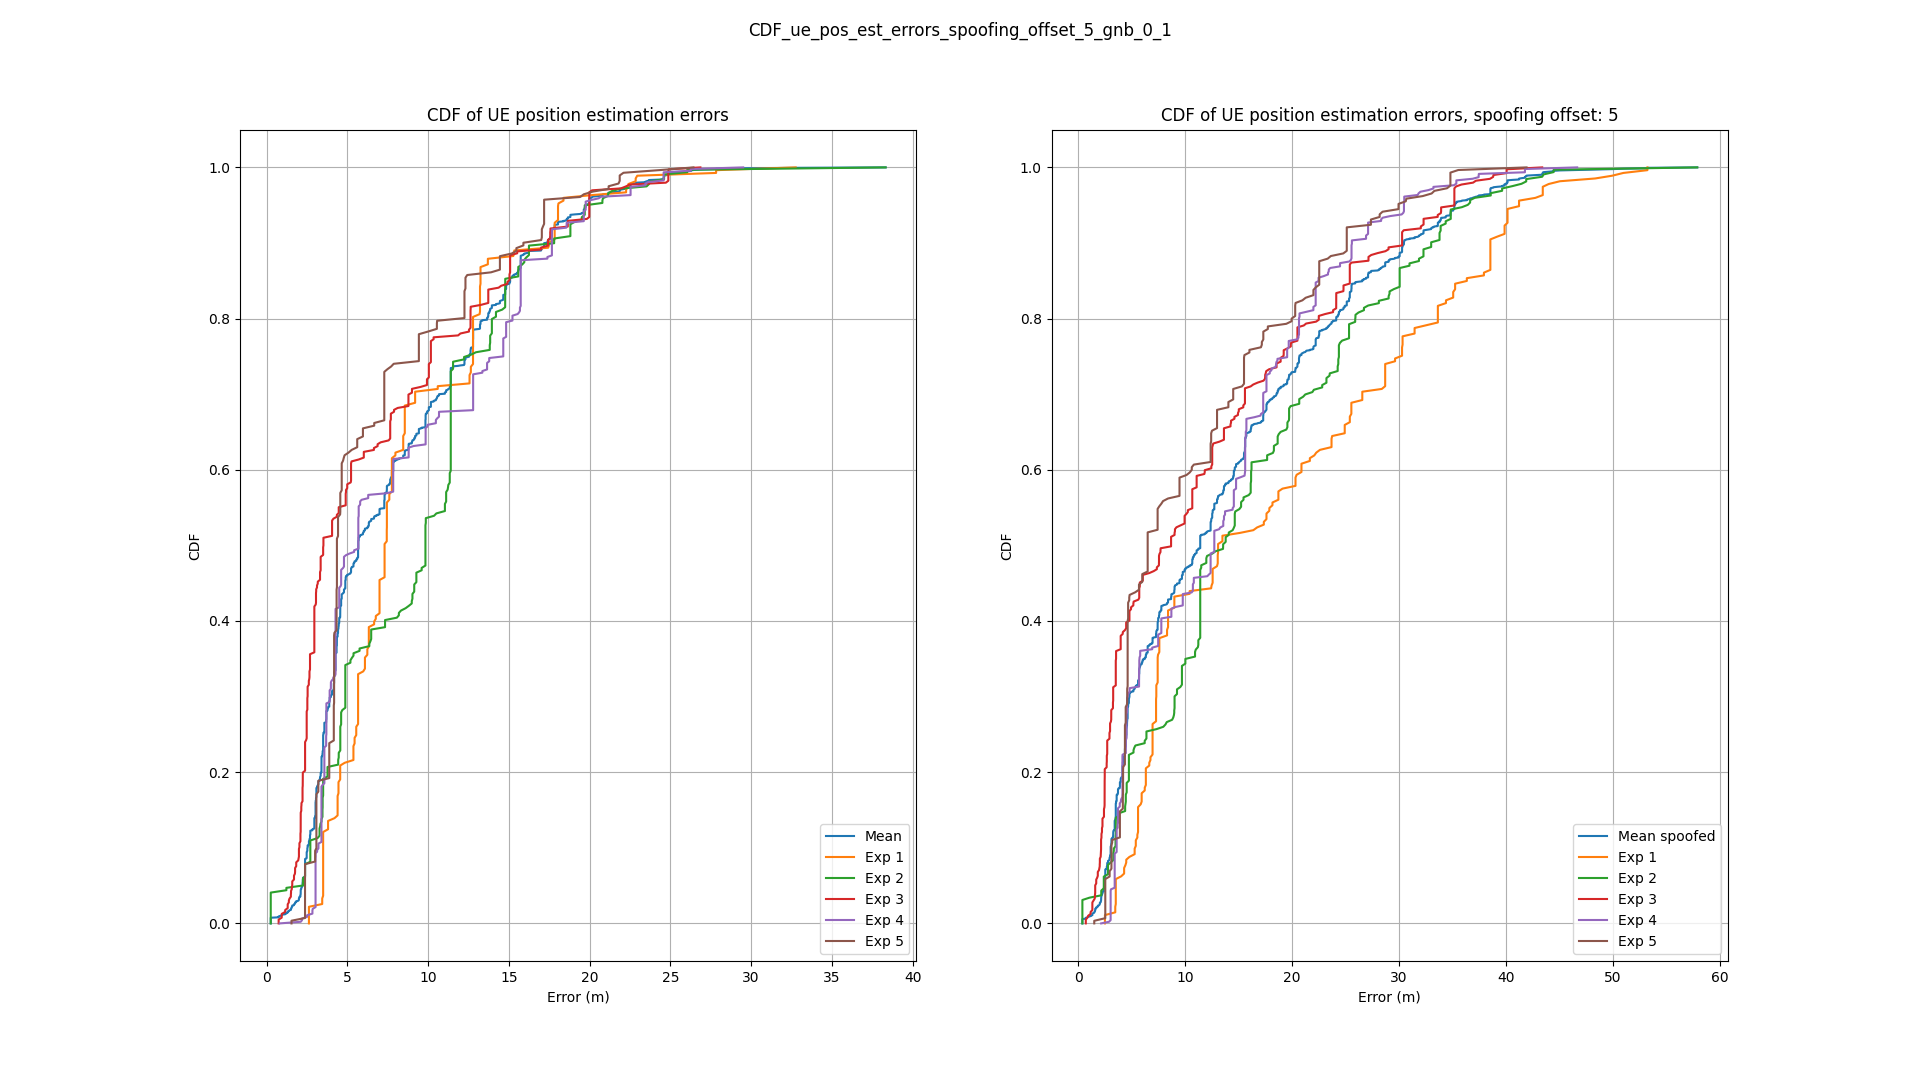 CDF_ue_pos_est_errors_spoofing_offset_5_gnb_0_1
CDF of UE position estimation errors
CDF
1.0
0.8
0.6
0.4
0.2
0.0
0 5 10 15 20 25 30 35 40
Error (m)
Mean
Exp 1
Exp 2
Exp 3
Exp 4
Exp 5
CDF of UE position estimation errors, spoofing offset: 5
CDF
1.0
0.8
0.6
0.4
0.2
0.0
0 10 20 30 40 50 60
Error (m)
Mean spoofed
Exp 1
Exp 2
Exp 3
Exp 4
Exp 5